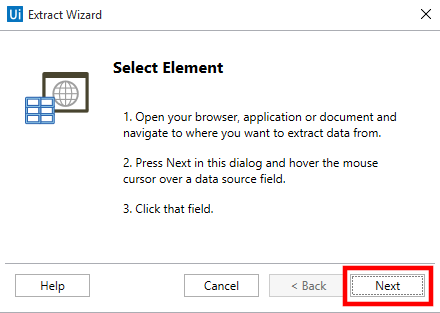 Ui Extract Wizard
Select Element
1. Open your browser, application or document and
navigate to where you want to extract data from.
2. Press Next in this dialog and hover the mouse
cursor over a data source field.
3. Click that field.
Help Cancel < Back Next